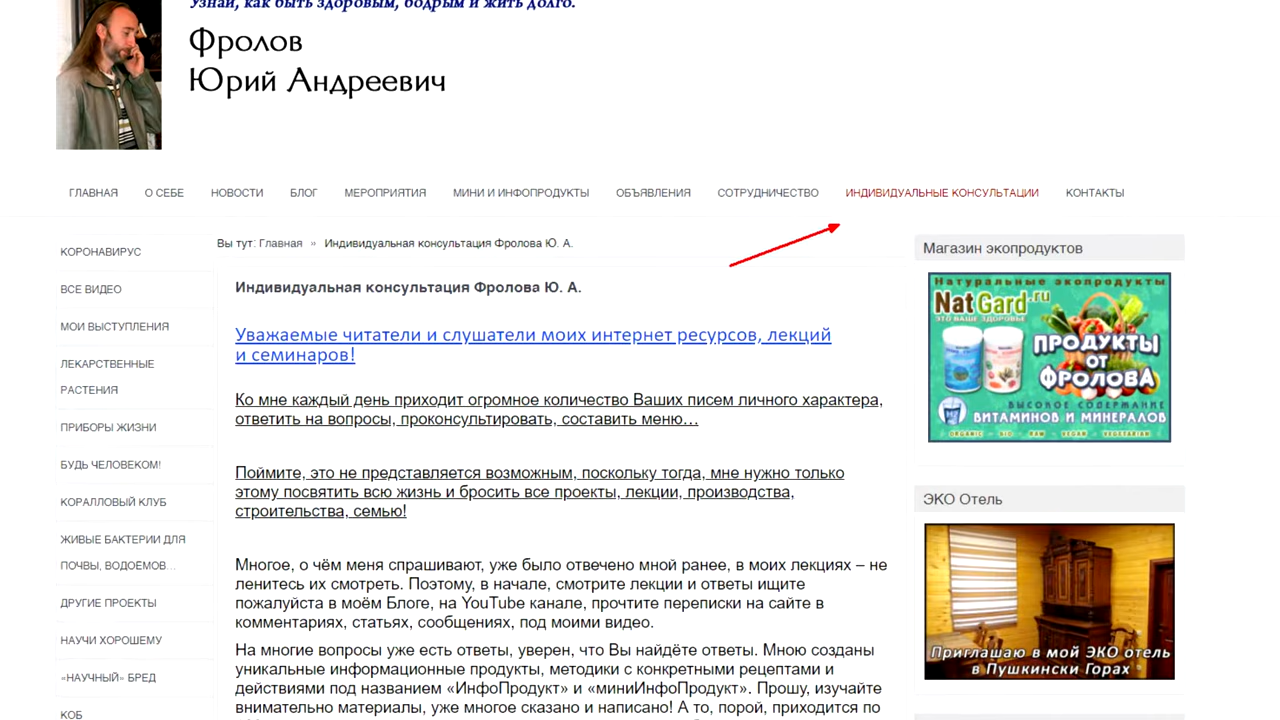 Узнай, как быть здоровым, бодрым и жить долго.
Фролов
Юрий Андреевич
ГЛАВНАЯ О СЕБЕ НОВОСТИ БЛОГ МЕРОПРИЯТИЯ МИНИ И ИНФОПРОДУКТЫ ОБЪЯВЛЕНИЯ СОТРУДНИЧЕСТВО ИНДИВИДУАЛЬНЫЕ КОНСУЛЬТАЦИИ КОНТАКТЫ
КОРОНАВИРУС
ВСЕ ВИДЕО
МОИ ВЫСТУПЛЕНИЯ
ЛЕКАРСТВЕННЫЕ
РАСТЕНИЯ
ПРИБОРЫ ЖИЗНИ
БУДЬ ЧЕЛОВЕКОМ!
КОРАЛЛОВЫЙ КЛУБ
ЖИВЫЕ БАКТЕРИИ ДЛЯ
ПОЧВЫ, ВОДОЕМОВ...
ДРУГИЕ ПРОЕКТЫ
НАУЧИ ХОРОШЕМУ
«НАУЧНЫЙ» БРЕД
КОБ
Вы тут: Главная » Индивидуальная консультация Фролова Ю. А.
Индивидуальная консультация Фролова Ю. А.
Уважаемые читатели и слушатели моих интернет ресурсов, лекций
и семинаров!
Ко мне каждый день приходит огромное количество Ваших писем личного характера,
ответить на вопросы, проконсультировать, составить меню…
Поймите, это не представляется возможным, поскольку тогда, мне нужно только
этому посвятить всю жизнь и бросить все проекты, лекции, производства,
строительства, семью!
Многое, о чём меня спрашивают, уже было отвечено мной ранее, в моих лекциях – не
ленитесь их смотреть. Поэтому, в начале, смотрите лекции и ответы ищите
пожалуйста в моём Блоге, на YouTube канале, прочтите переписки на сайте в
комментариях, статьях, сообщениях, под моими видео.
На многие вопросы уже есть ответы, уверен, что Вы найдёте ответы. Мною созданы
уникальные информационные продукты, методики с конкретными рецептами и
действиями под названием «ИнфоПродукт» и «миниИнфоПродукт». Прошу, изучайте
внимательно материалы, уже многое сказано и написано! А то, порой, приходится по
Магазин экопродуктов
Натуральные экопродукты
NatGard.ru
ЭТО ВАШЕ ЗДОРОВЬЕ
ПРОДУКТЫ
ОТ
ФРОЛОВА
ВЫСОКОЕ СОДЕРЖАНИЕ
ВИТАМИНОВ И МИНЕРАЛОВ
ORGANIC - BIO - RAW - VEGAN - VEGETARIAN
ЭКО Отель
Приглашаю в мой ЭКО отель
в Пушкински Горах